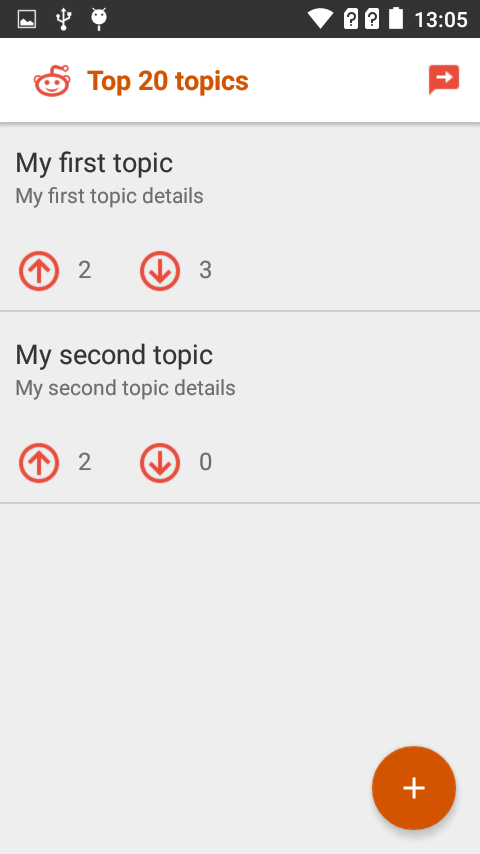 13:05
Top 20 topics
My first topic
My first topic details
2 3
My second topic
My second topic details
2 0